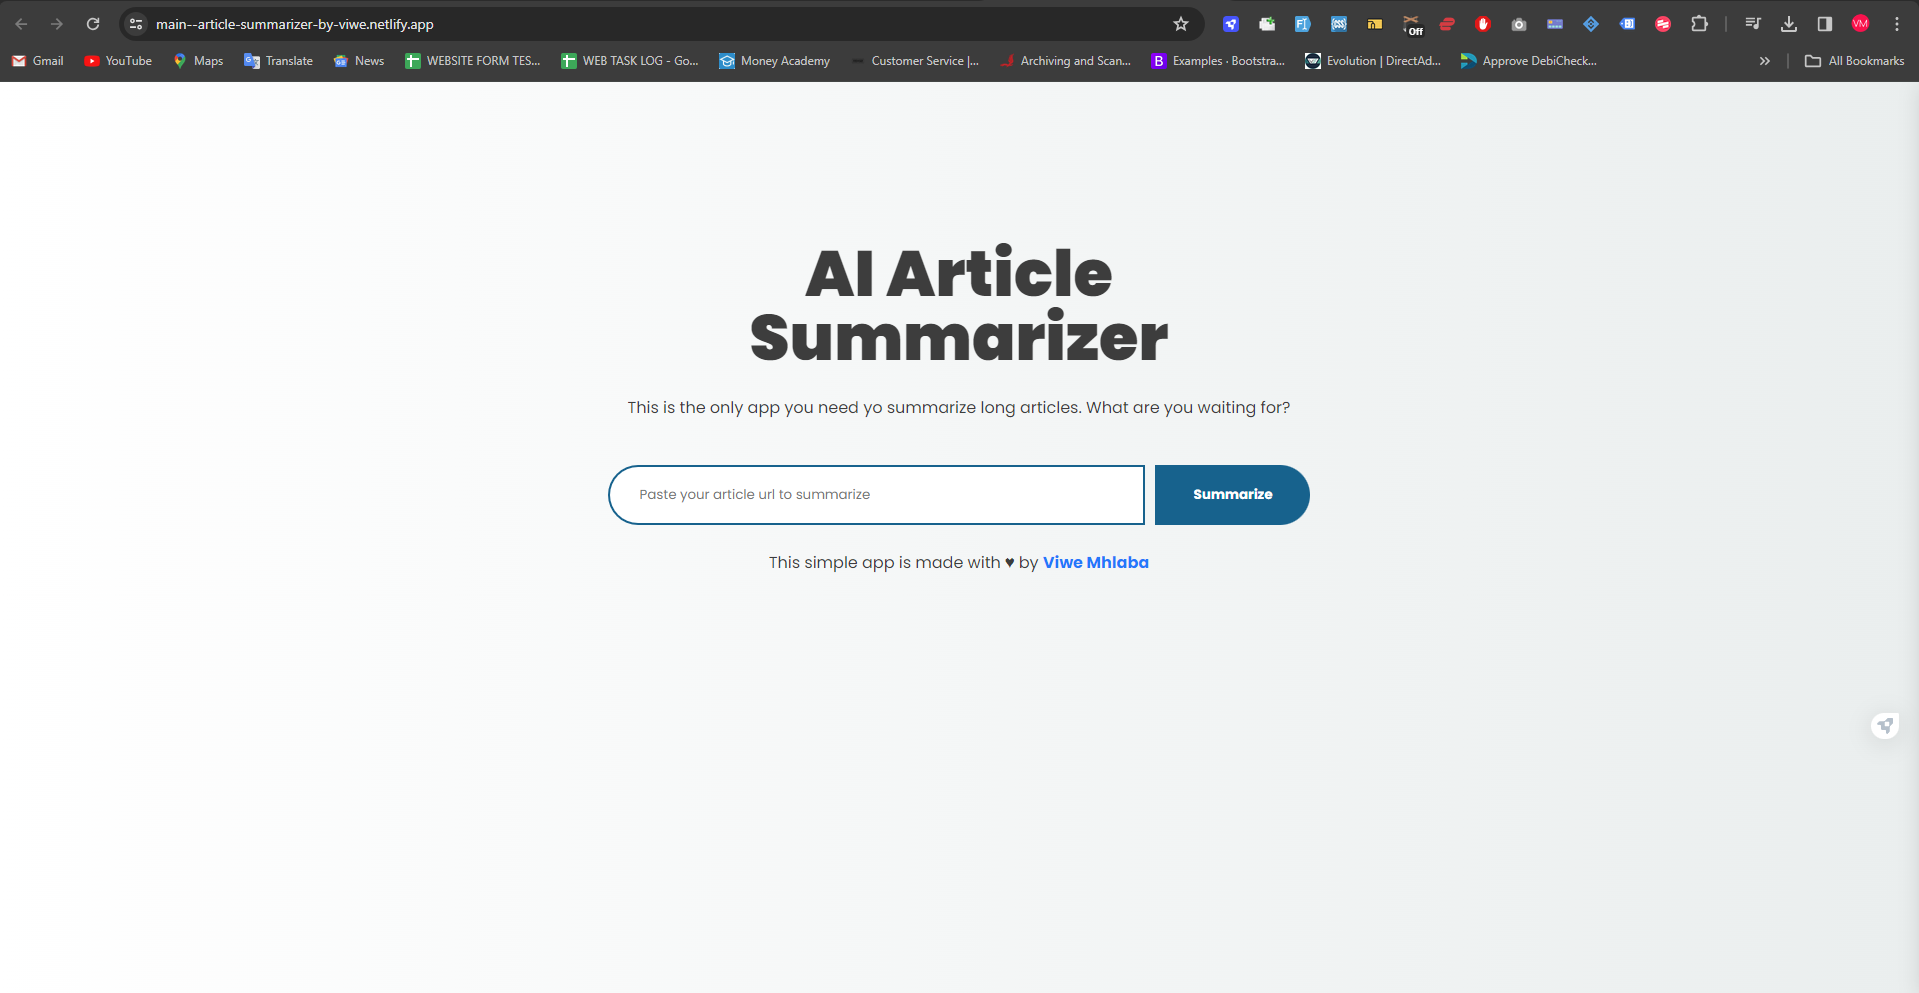 main--article-summarizer-by-viwe.netlify.app
Off
VM
Gmail
YouTube
Maps
Translate
News
WEBSITE FORM TES...
WEB TASK LOG - Go...
Money Academy
Customer Service |...
Archiving and Scan...
B
Examples · Bootstra...
Evolution | DirectAd...
Approve DebiCheck...
All Bookmarks
AI Article
Summarizer
This is the only app you need yo summarize long articles. What are you waiting for?
Paste your article url to summarize
Summarize
This simple app is made with ♥ by Viwe Mhlaba